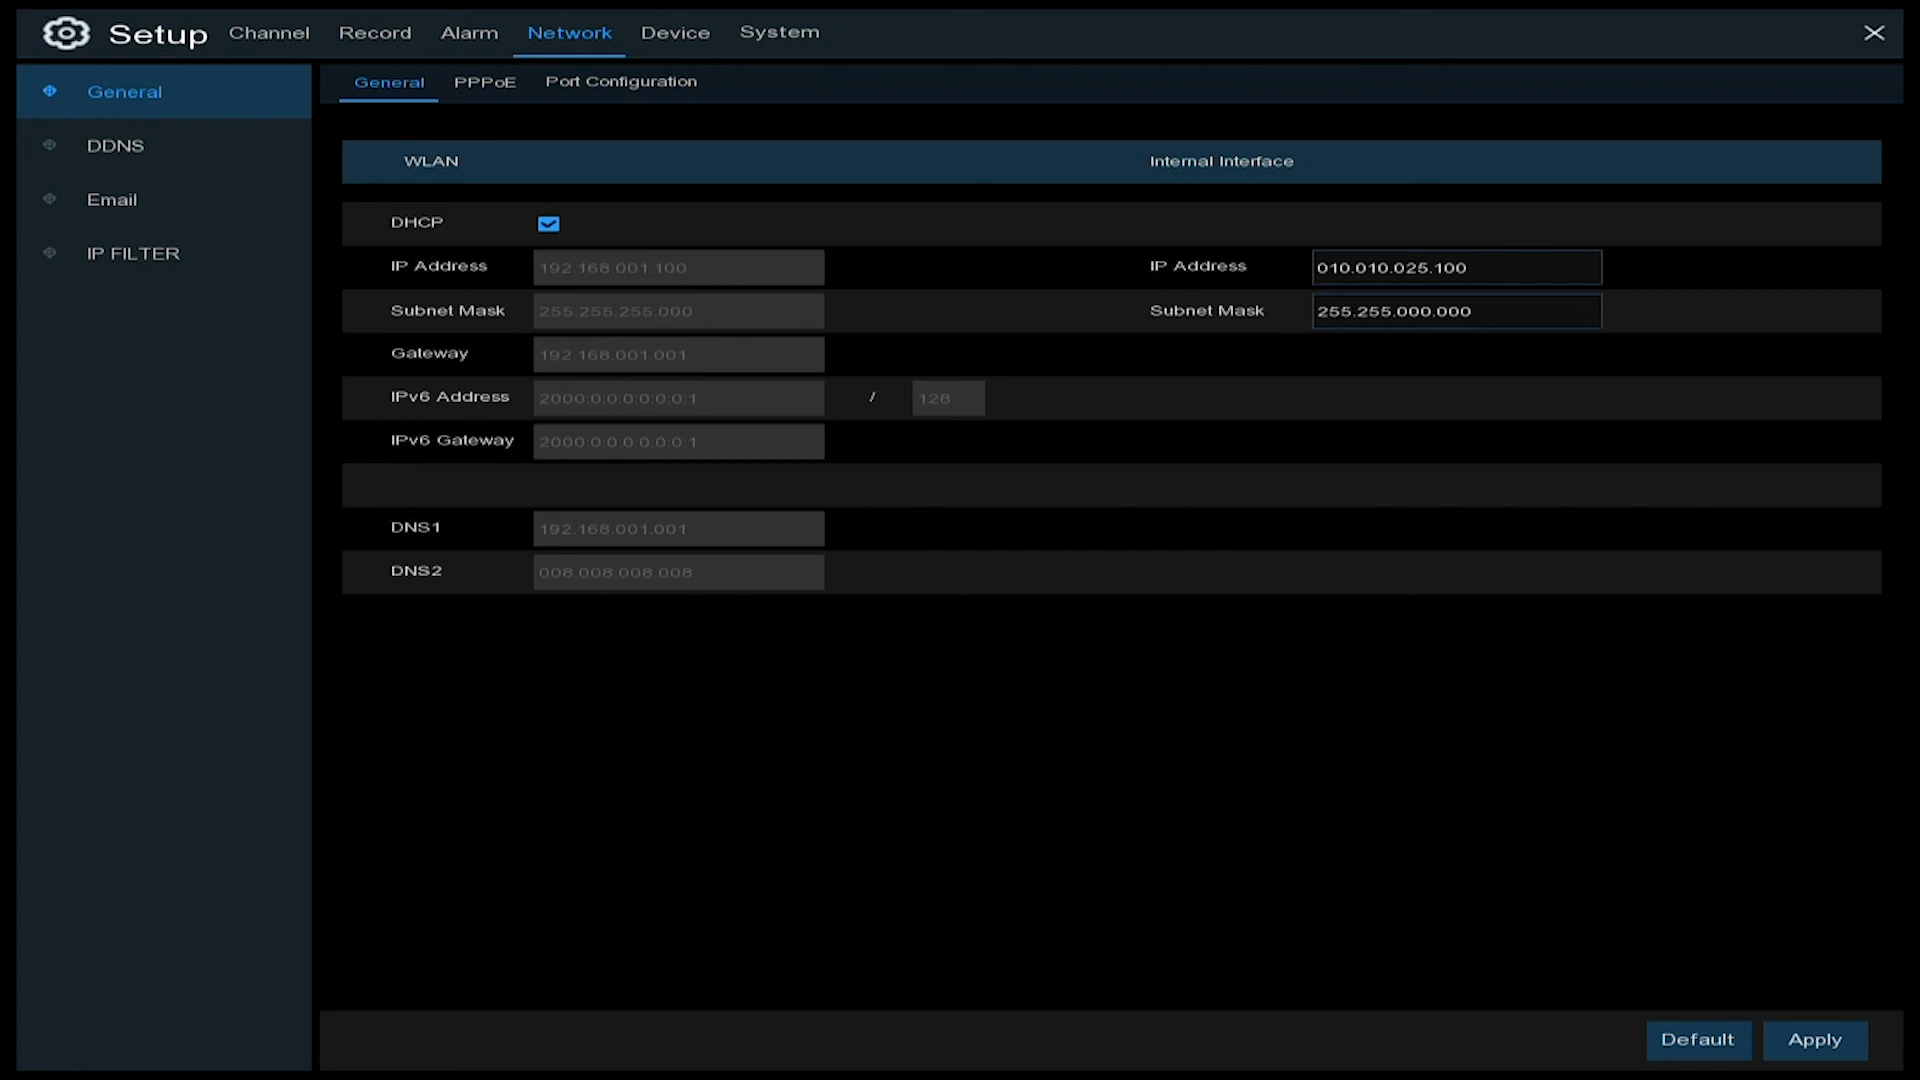 Setup Channel Record Alarm Network Device System
General PPPoE Port Configuration
General
DDNS
Email
IP FILTER
WLAN Internal Interface
DHCP
IP Address 192.168.001.100 IP Address 010.010.025.100
Subnet Mask 255.255.255.000 Subnet Mask 255.255.000.000
Gateway 192.168.001.001
IPv6 Address 2000:0:0:0:0:0:0:1 / 128
IPv6 Gateway 2000:0:0:0:0:0:0:1
DNS1 192.168.001.001
DNS2 008.008.008.008
Default Apply